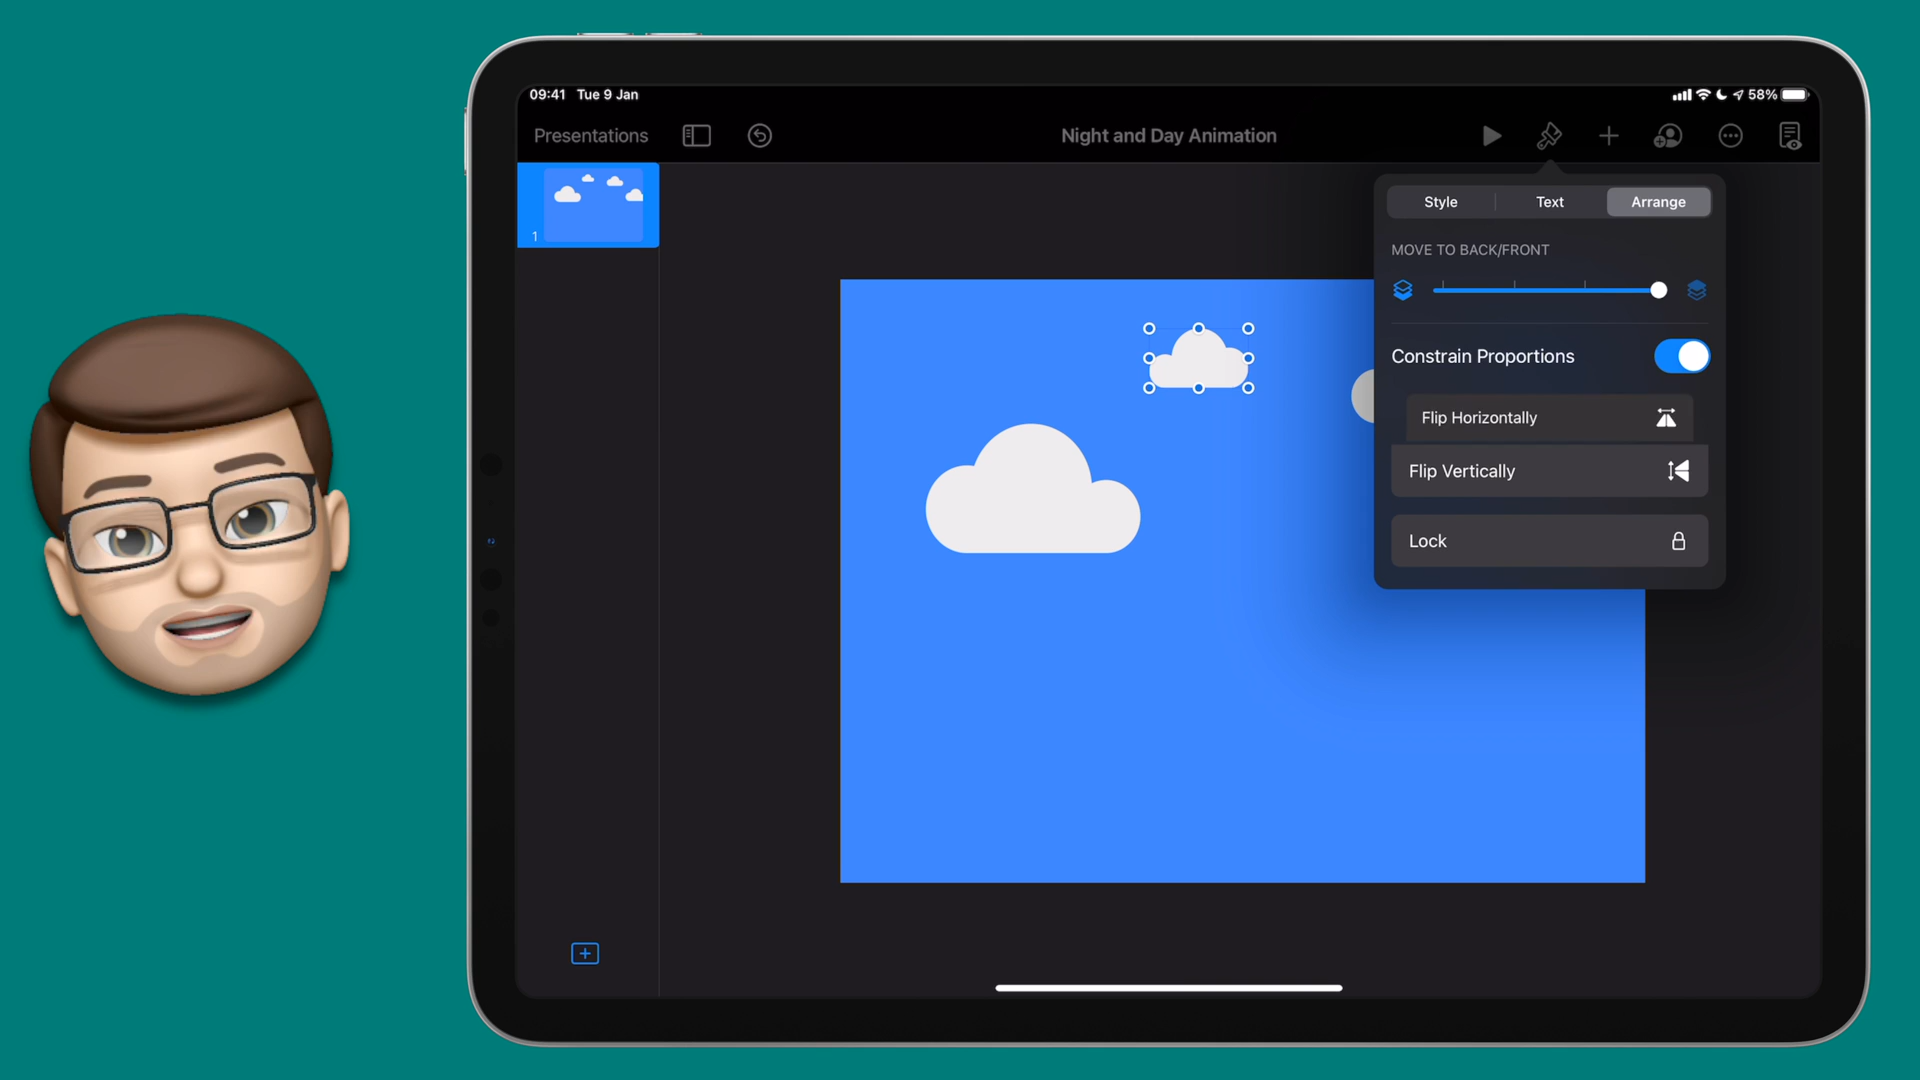 09:41 Tue 9 Jan
58%
Presentations
Night and Day Animation
1
Style Text Arrange
MOVE TO BACK/FRONT
Constrain Proportions
Flip Horizontally
Flip Vertically
Lock